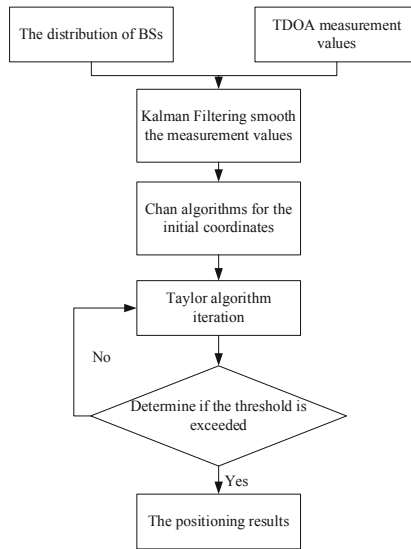 The distribution of BSs
TDOA measurement
values
Kalman Filtering smooth
the measurement values
Chan algorithms for the
initial coordinates
Taylor algorithm
iteration
No
Determine if the threshold is
exceeded
Yes
The positioning results